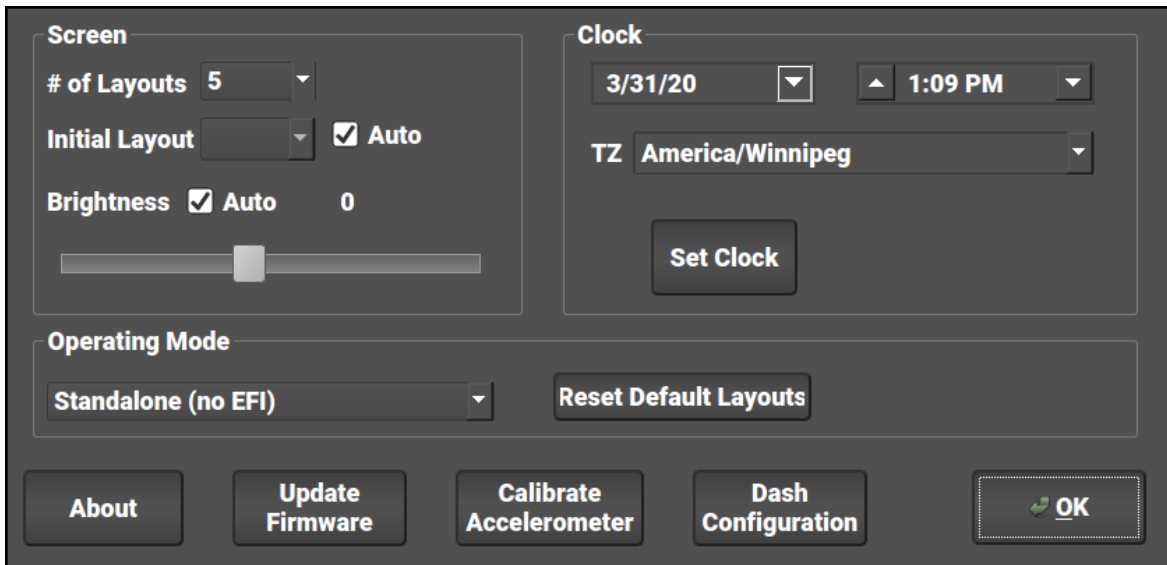 Screen
# of Layouts 5
Initial Layout Auto
Brightness Auto 0
Clock
3/31/20 1:09 PM
TZ America/Winnipeg
Set Clock
Operating Mode
Standalone (no EFI)
Reset Default Layouts
About
Update
Firmware
Calibrate
Accelerometer
Dash
Configuration
OK